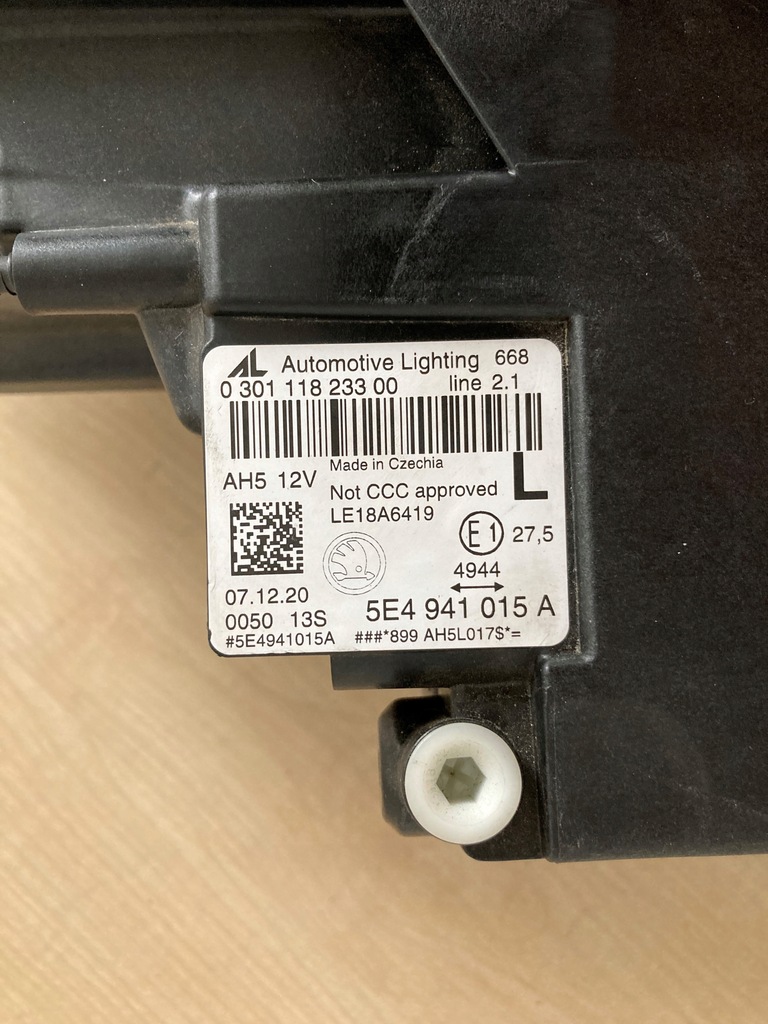 AL Automotive Lighting 668
0 301 118 233 00 line 2.1
Made in Czechia
AH5 12V
Not CCC approved L
LE18A6419
E1 27,5
4944
07.12.20
5E4 941 015 A
0050 13S
#5E4941015A ###*899 AH5L017$*=